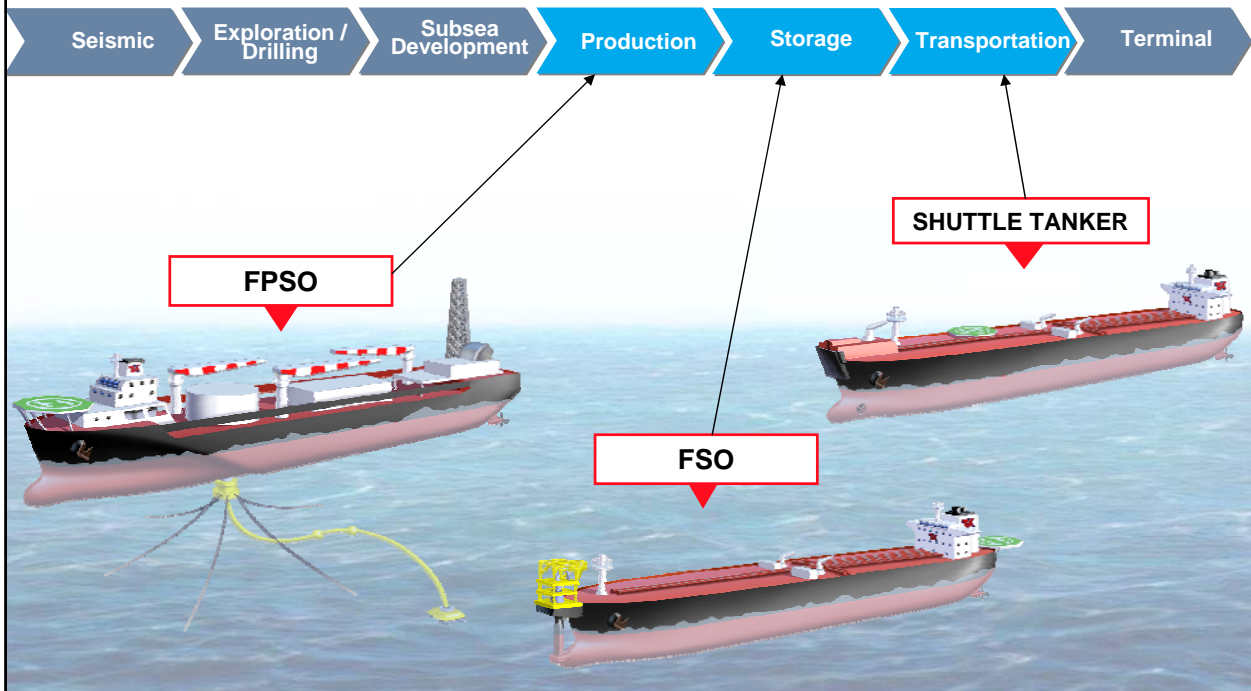 Seismic
Exploration /
Drilling
Subsea
Development
Production
Storage
Transportation
Terminal
SHUTTLE TANKER
FPSO
FSO